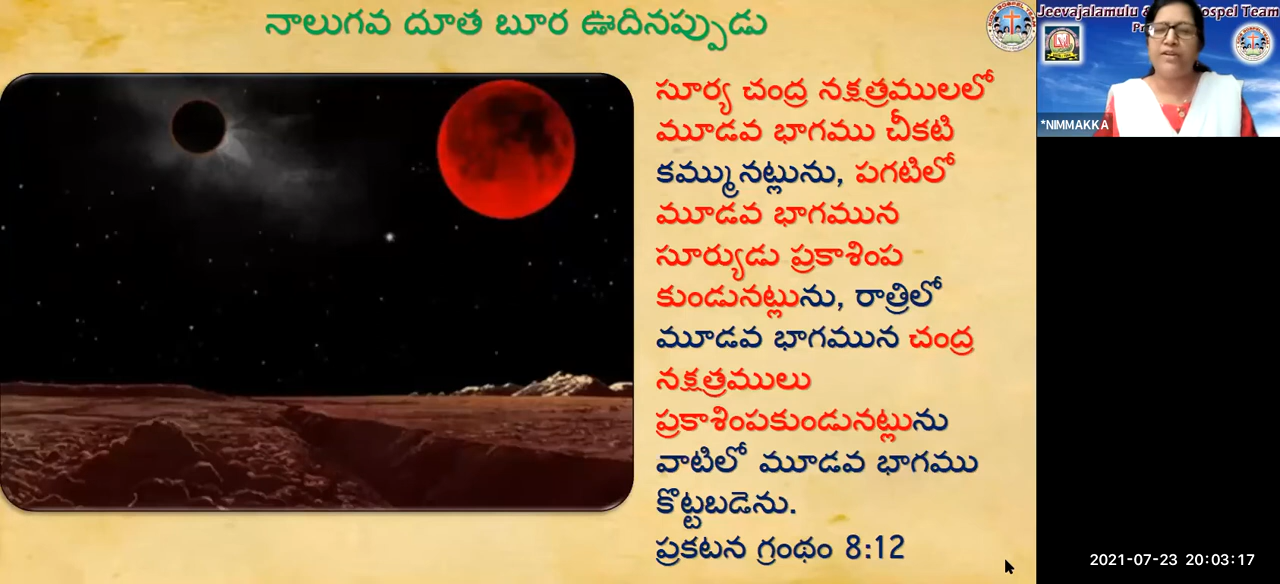 నాలుగవ దూత బూర ఊదినప్పుడు
సూర్య చంద్ర నక్షత్రములలో
మూడవ భాగము చీకటి
కమ్ము నట్లును, పగటిలో
మూడవ భాగమున
సూర్యుడు ప్రకాశింప
కుండునట్లును, రాత్రిలో
మూడవ భాగమున చంద్ర
నక్షత్రములు
ప్రకాశింపకుండునట్లును
వాటిలో మూడవ భాగము
కొట్టబడెను.
ప్రకటన గ్రంథం 8:12
Jeevajalamulu & Gospel Team
*NIMMAKKA
2021-07-23 20:03:17